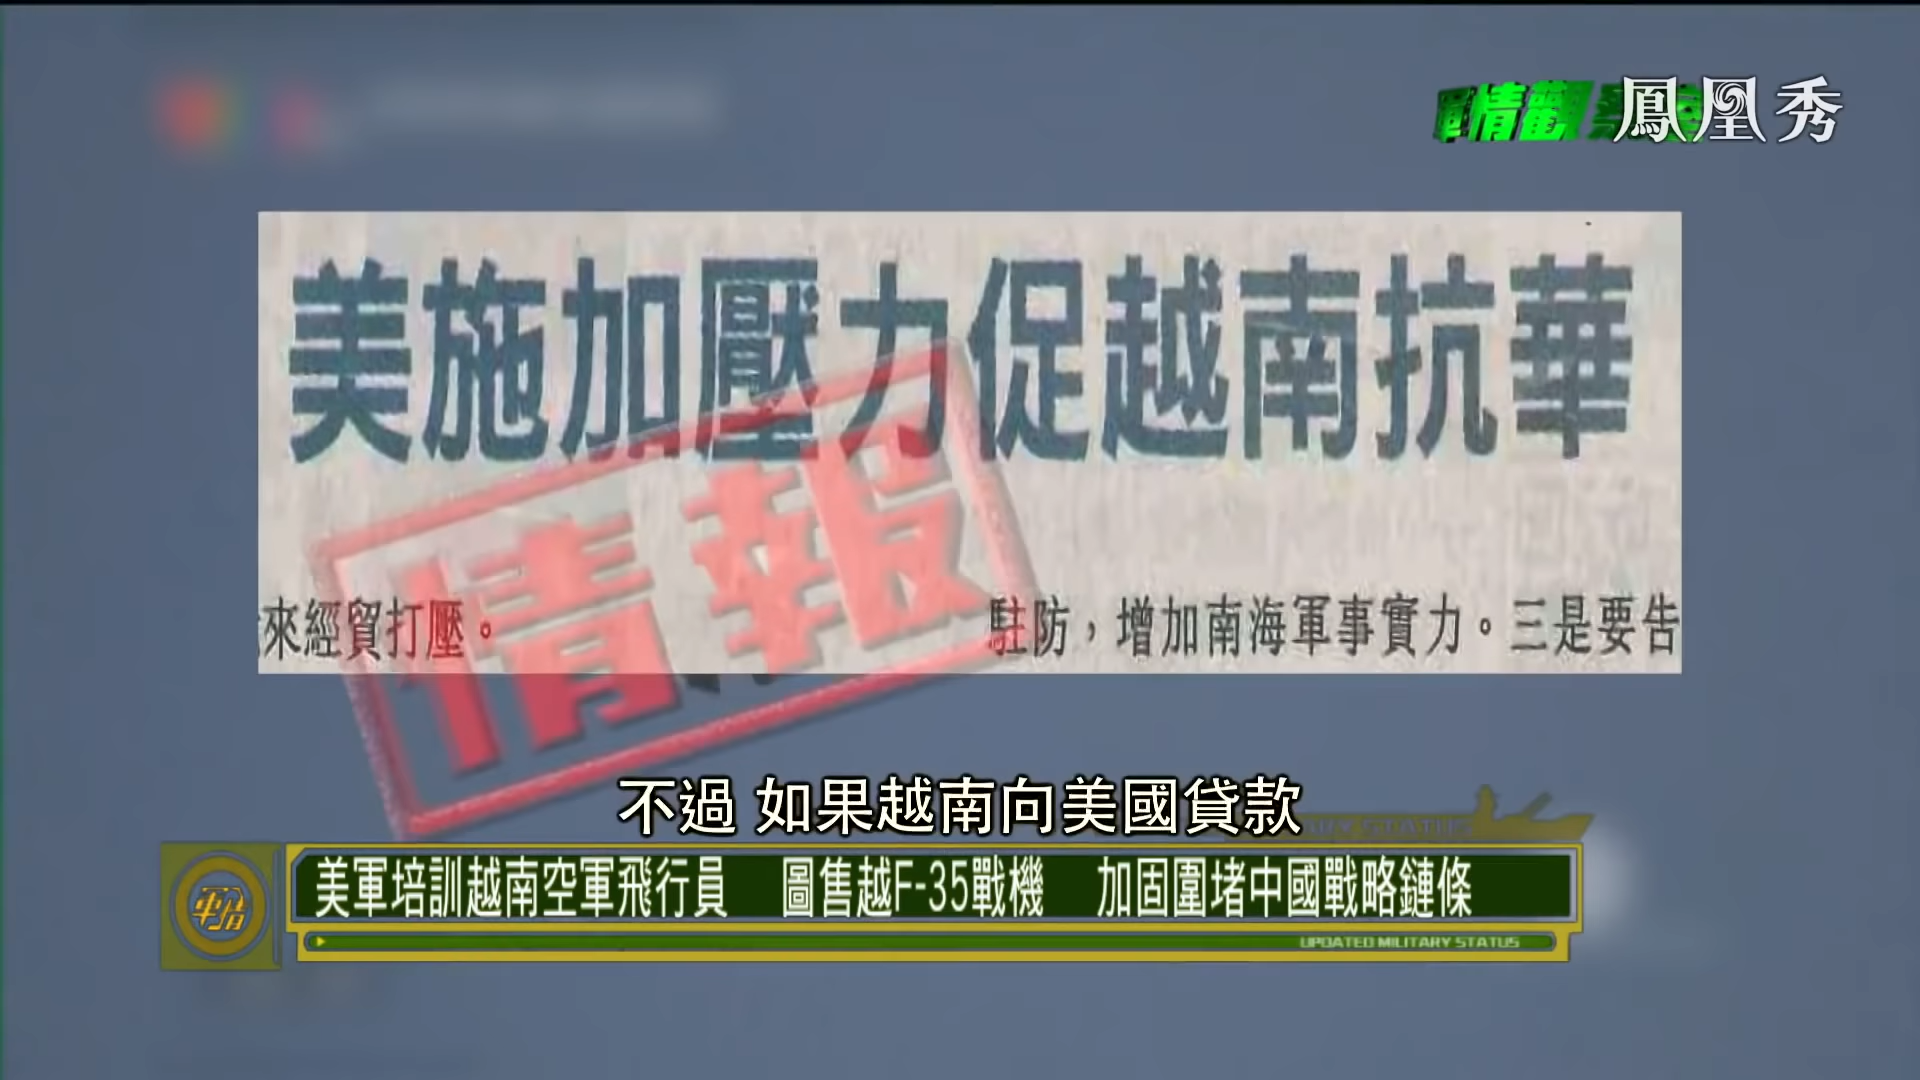 鳳凰秀
軍情觀察
美施加壓力促越南抗華
情報
來經貿打壓。
駐防，增加南海軍事實力。三是要告
不過 如果越南向美國貸款
美軍培訓越南空軍飛行員 圖售越F-35戰機 加固圍堵中國戰略鏈條
UPDATED MILITARY STATUS